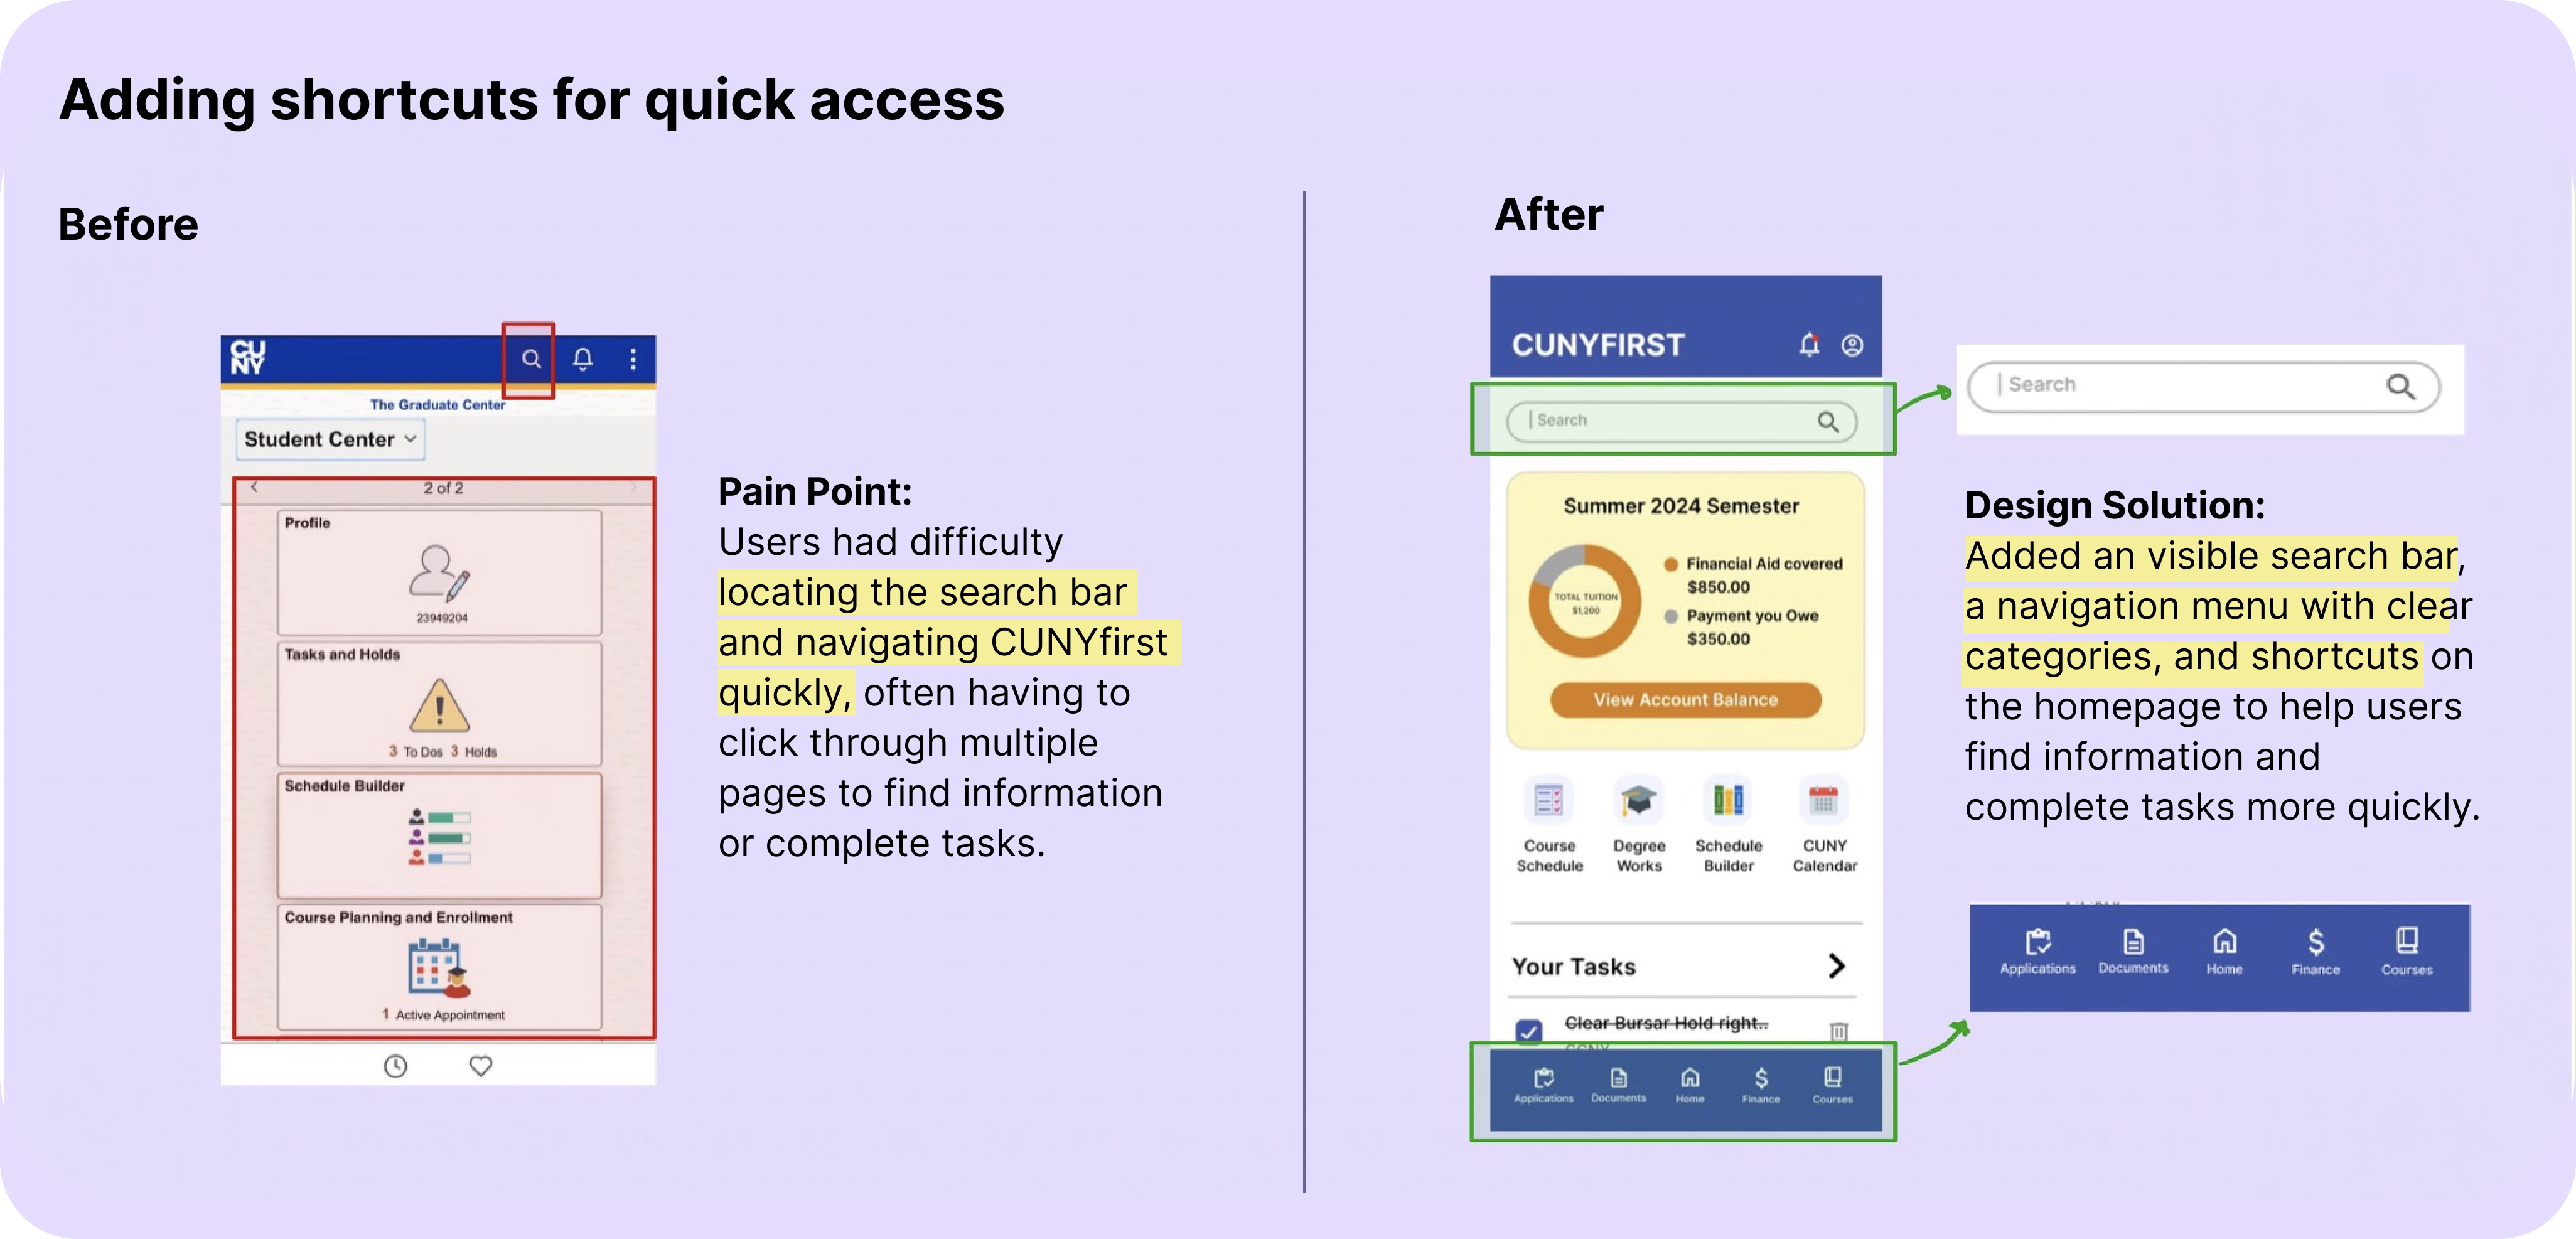 Adding shortcuts for quick access
Before
CU
NY
The Graduate Center
Student Center
2 of 2
Profile
23949204
Tasks and Holds
3 To Dos 3 Holds
Schedule Builder
Course Planning and Enrollment
1 Active Appointment
Pain Point:
Users had difficulty
locating the search bar
and navigating CUNYfirst
quickly, often having to
click through multiple
pages to find information
or complete tasks.
After
CUNYFIRST
Search
Summer 2024 Semester
TOTAL TUITION
$1,200
Financial Aid covered
$850.00
Payment you Owe
$350.00
View Account Balance
Course Schedule
Degree Works
Schedule Builder
CUNY Calendar
Your Tasks
Clear Bursar Hold right..
Applications Documents Home Finance Courses
Search
Design Solution:
Added an visible search bar,
a navigation menu with clear
categories, and shortcuts on
the homepage to help users
find information and
complete tasks more quickly.
Applications Documents Home Finance Courses